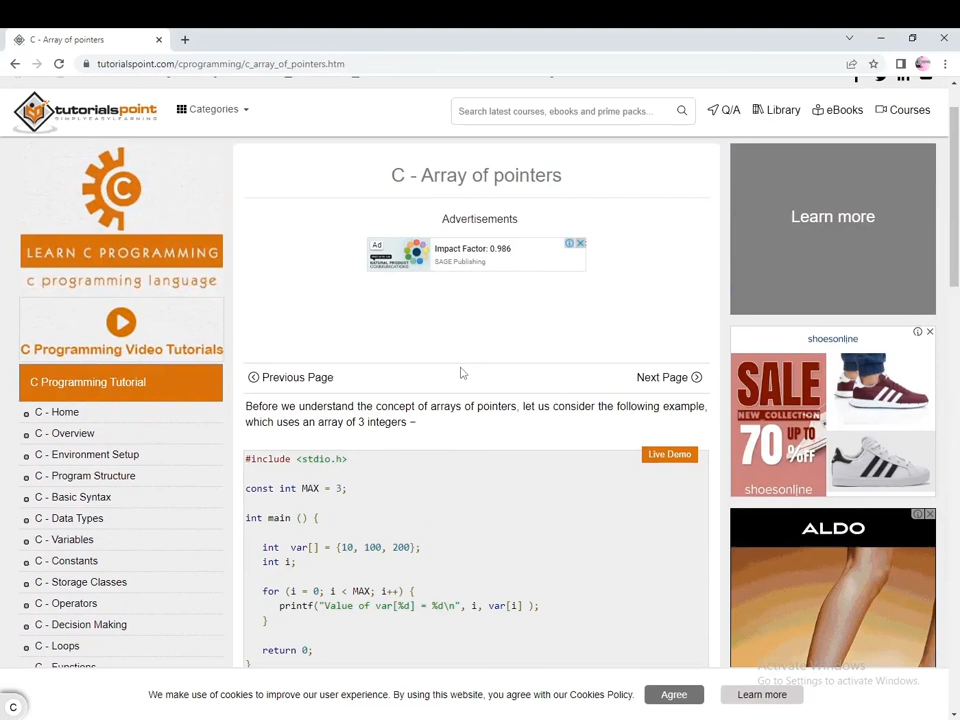 C - Array of pointers
tutorialspoint.com/cprogramming/c_array_of_pointers.htm
tutorialspoint
SIMPLYEASYLEARNING
Categories
Search latest courses, ebooks and prime packs...
Q/A
Library
eBooks
Courses
LEARN C PROGRAMMING
c programming language
C Programming Video Tutorials
C Programming Tutorial
C - Home
C - Overview
C - Environment Setup
C - Program Structure
C - Basic Syntax
C - Data Types
C - Variables
C - Constants
C - Storage Classes
C - Operators
C - Decision Making
C - Loops
C - Functions
C - Array of pointers
Advertisements
Ad
NATURAL PRODUCT
COMMUNICATIONS
Impact Factor: 0.986
SAGE Publishing
Previous Page
Next Page
Before we understand the concept of arrays of pointers, let us consider the following example,
which uses an array of 3 integers −
Live Demo
#include <stdio.h>
const int MAX = 3;
int main () {
int  var[] = {10, 100, 200};
int i;
for (i = 0; i < MAX; i++) {
printf("Value of var[%d] = %d\n", i, var[i] );
}
return 0;
}
Learn more
shoesonline
SALE
NEW COLLECTION
UP TO
70 % OFF
shoesonline
ALDO
Activate Windows
Go to Settings to activate Windows.
We make use of cookies to improve our user experience. By using this website, you agree with our Cookies Policy.
Agree
Learn more
C